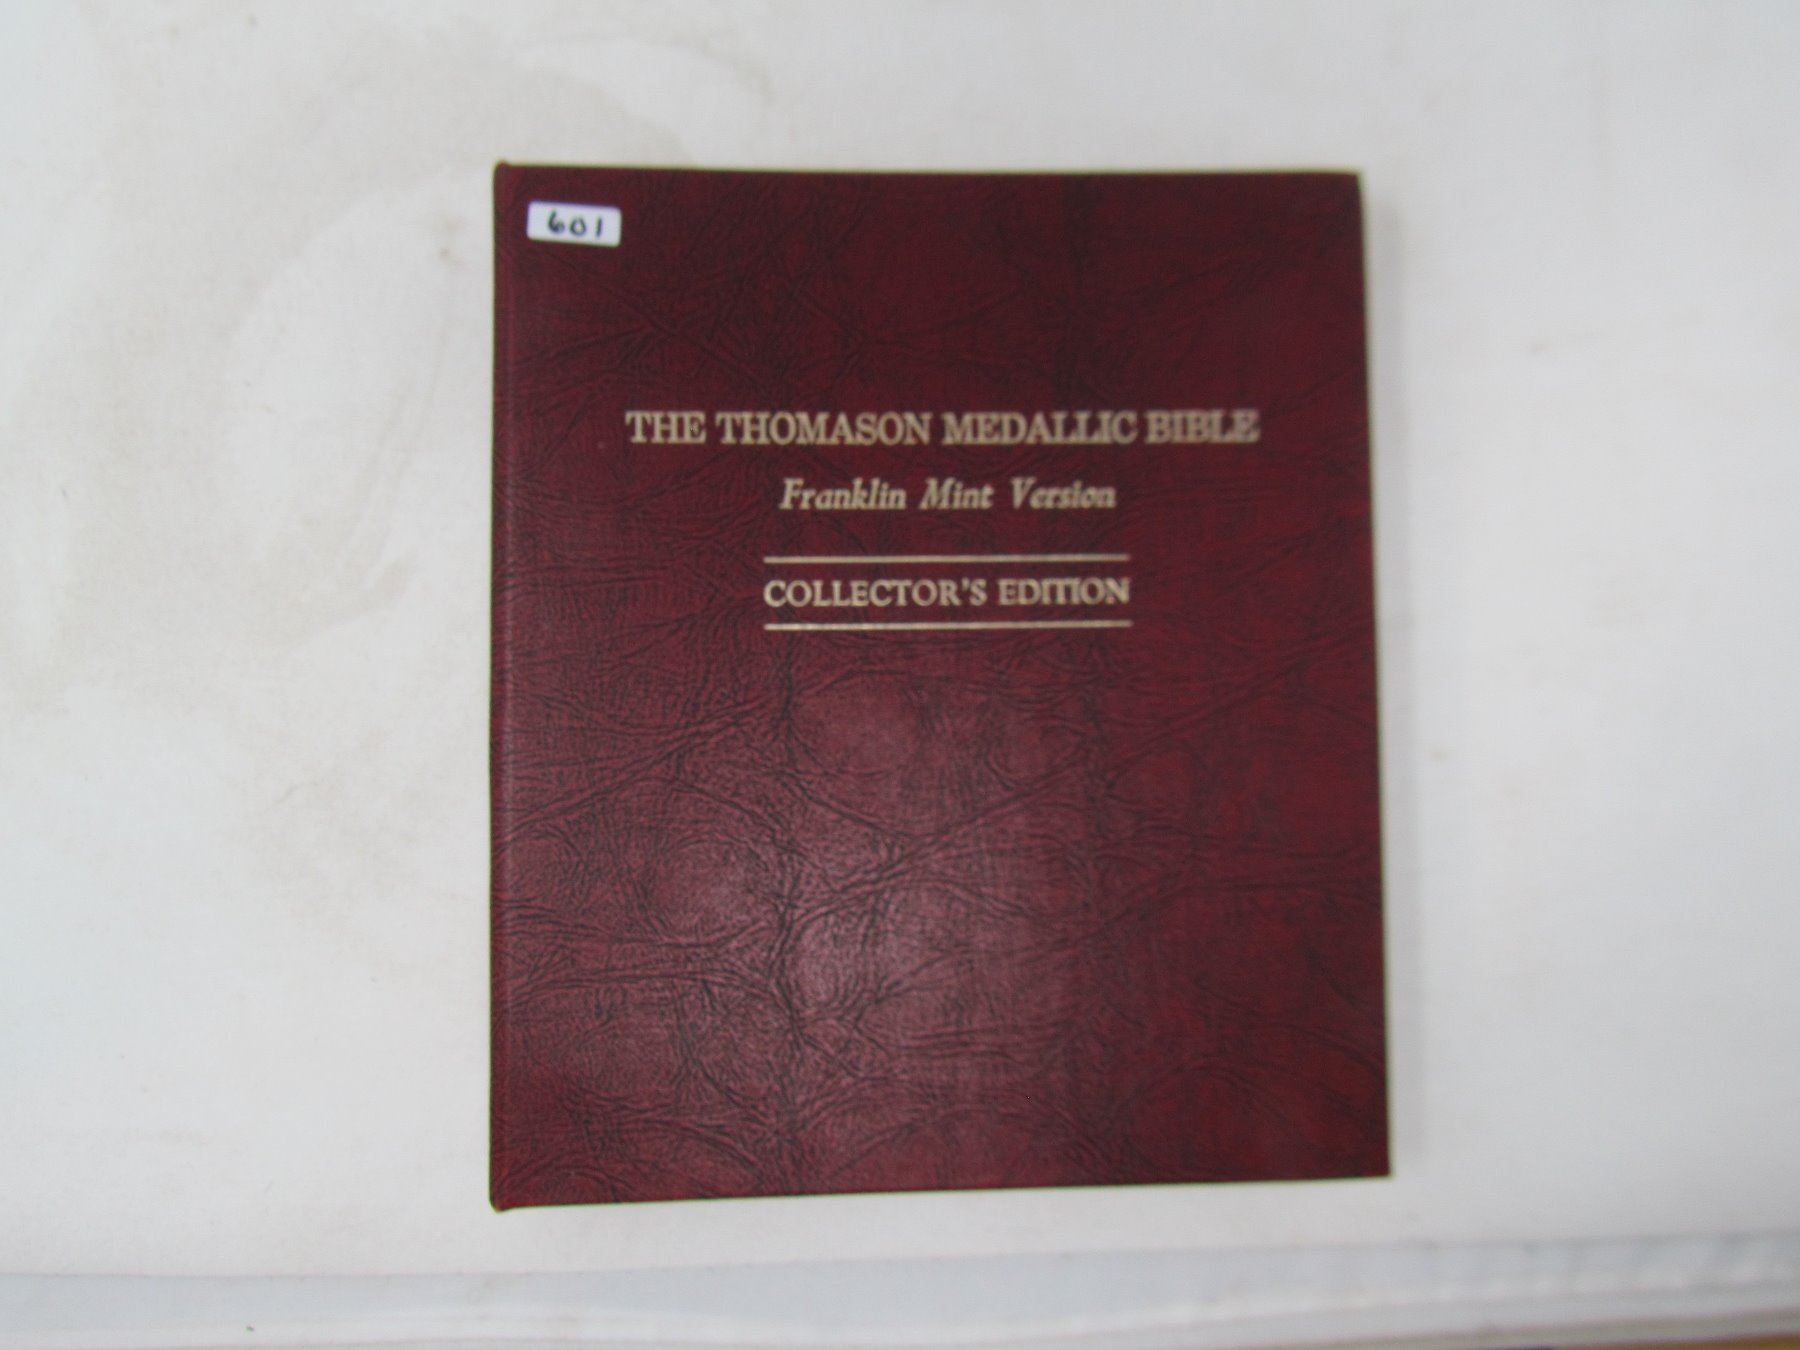 601
THE THOMASON MEDALLIC BIBLE
Franklin Mint Version
COLLECTOR'S EDITION